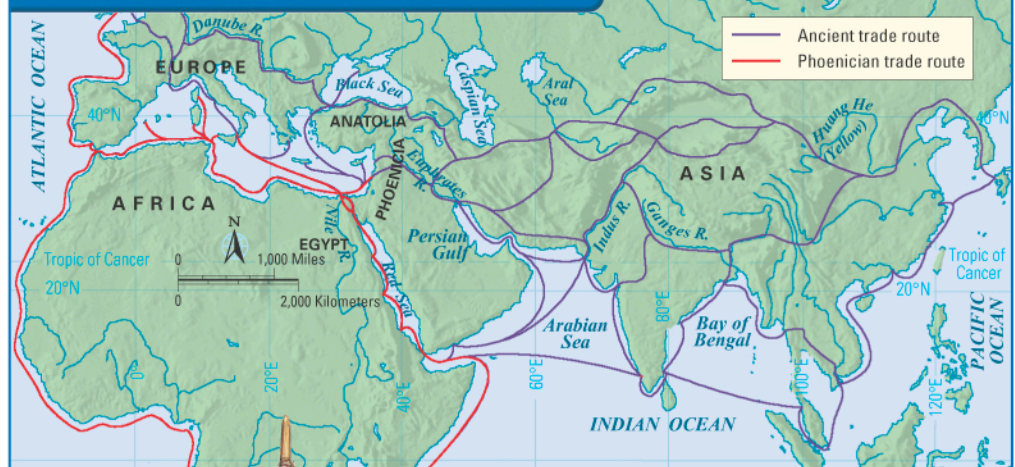 Ancient trade route
Phoenician trade route
ATLANTIC OCEAN
Danube R.
EUROPE
Black Sea
Caspian Sea
Aral
Sea
40°N
ANATOLIA
PHOENICIA
Euphrates
R.
ASIA
Huang He
(Yellow)
40°N
AFRICA
N
Nile R.
EGYPT
Persian
Gulf
Indus R.
Ganges R.
Tropic of Cancer
0
1,000 Miles
0
2,000 Kilometers
20°N
Red Sea
Tropic of
Cancer
20°N
Arabian
Sea
Bay of
Bengal
PACIFIC
OCEAN
0°
20°E
40°E
60°E
80°E
100°E
120°E
INDIAN OCEAN